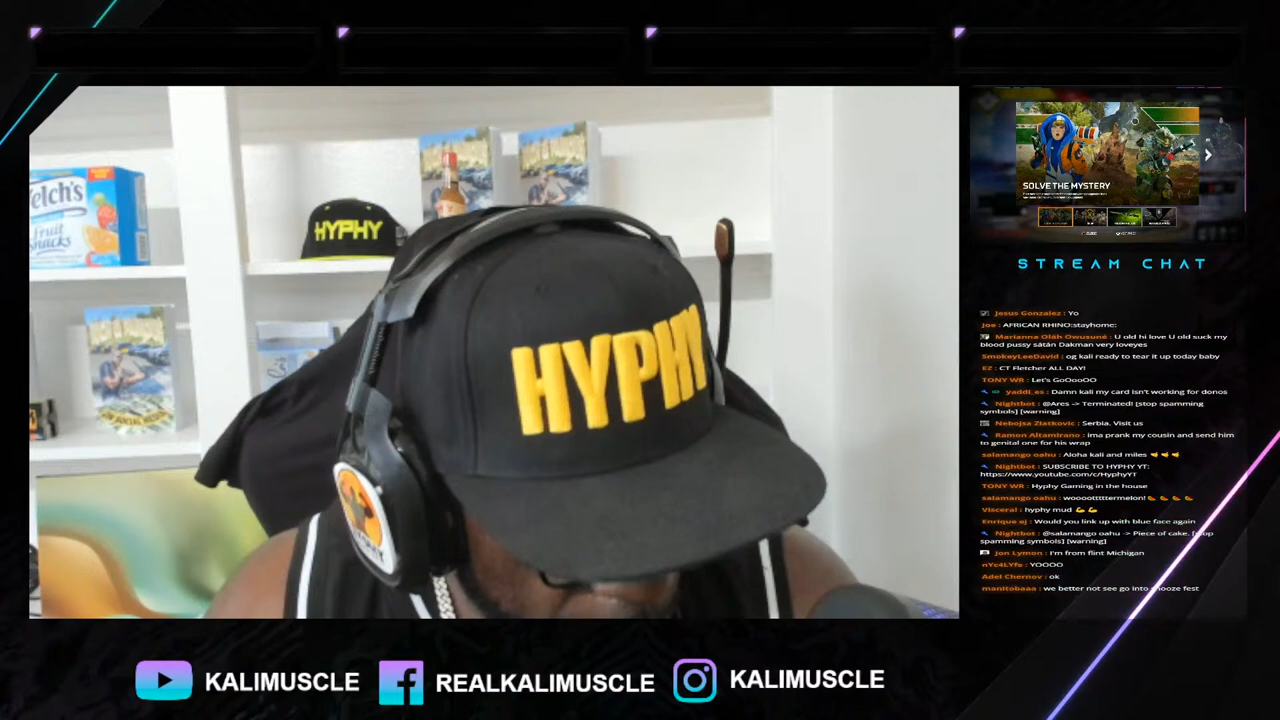 Welch's
Fruit
Snacks
HYPHY
HYPHY
SOLVE THE MYSTERY
STREAM CHAT
Jesus Gonzalez : Yo
Joe : AFRICAN RHINO:stayhome:
Marianna Oláh Owusuné : U old hi love U old suck my
blood pussy sátán Dakman very loveyes
SmokeyLeeDavid : og kali ready to tear it up today baby
EZ : CT Fletcher ALL DAY!
TONY WR : Let's GoOooOO
yaddi_es : Damn kali my card isn't working for donos
Nightbot : @Ares -> Terminated! [stop spamming
symbols] [warning]
Nebojsa Zlatkovic : Serbia. Visit us
Ramon Altamirano : ima prank my cousin and send him
to genital one for his wrap
salamango oahu : Aloha kali and miles
Nightbot : SUBSCRIBE TO HYPHY YT:
https://www.youtube.com/c/HyphyYT
TONY WR : Hyphy Gaming in the house
salamango oahu : woooottttermelon!
Visceral : hyphy mud
Enrique ej : Would you link up with blue face again
Nightbot : @salamango oahu -> Piece of cake. [stop
spamming symbols] [warning]
Jon Lymon : I'm from flint Michigan
nYc4LYfe : YOOOO
Adel Chernov : ok
manitobaaa : we better not see go into snooze fest
KALIMUSCLE
REALKALIMUSCLE
KALIMUSCLE